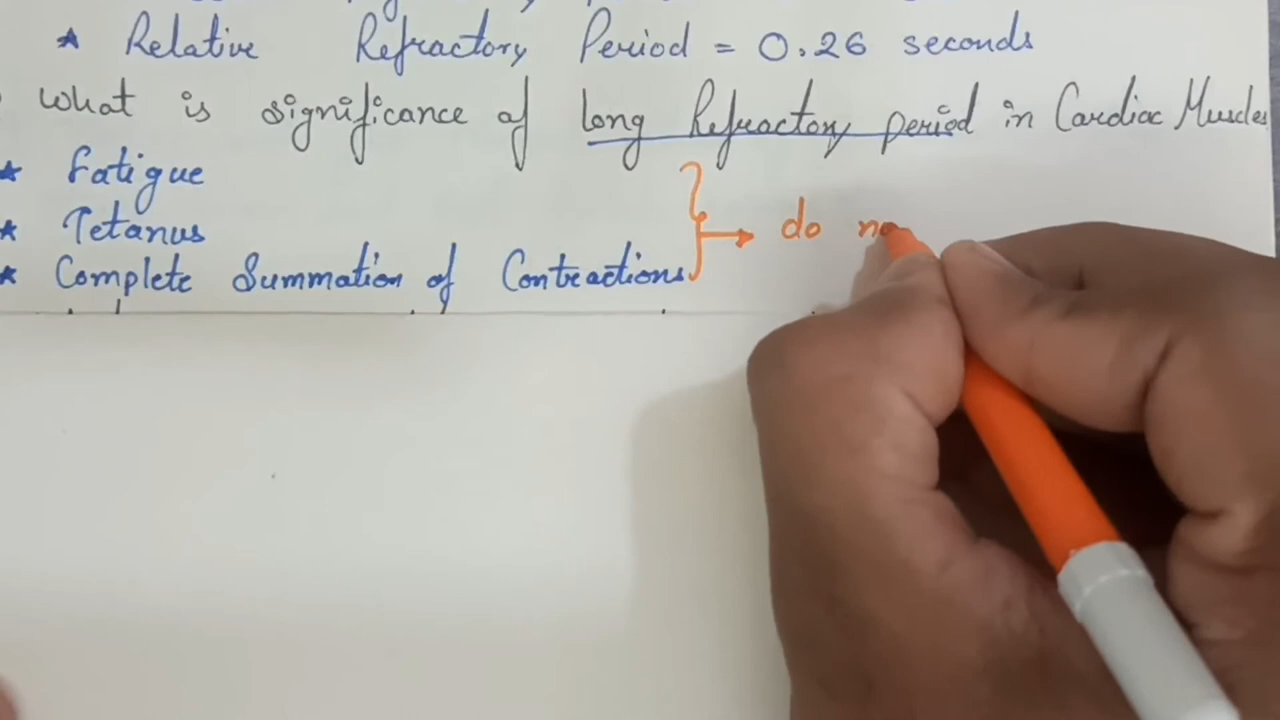 ★ Relative Refractory Period = 0.26 seconds
What is significance of long Refractory period in Cardiac Muscles
★ Fatigue
★ Tetanus
★ Complete Summation of Contractions
do no